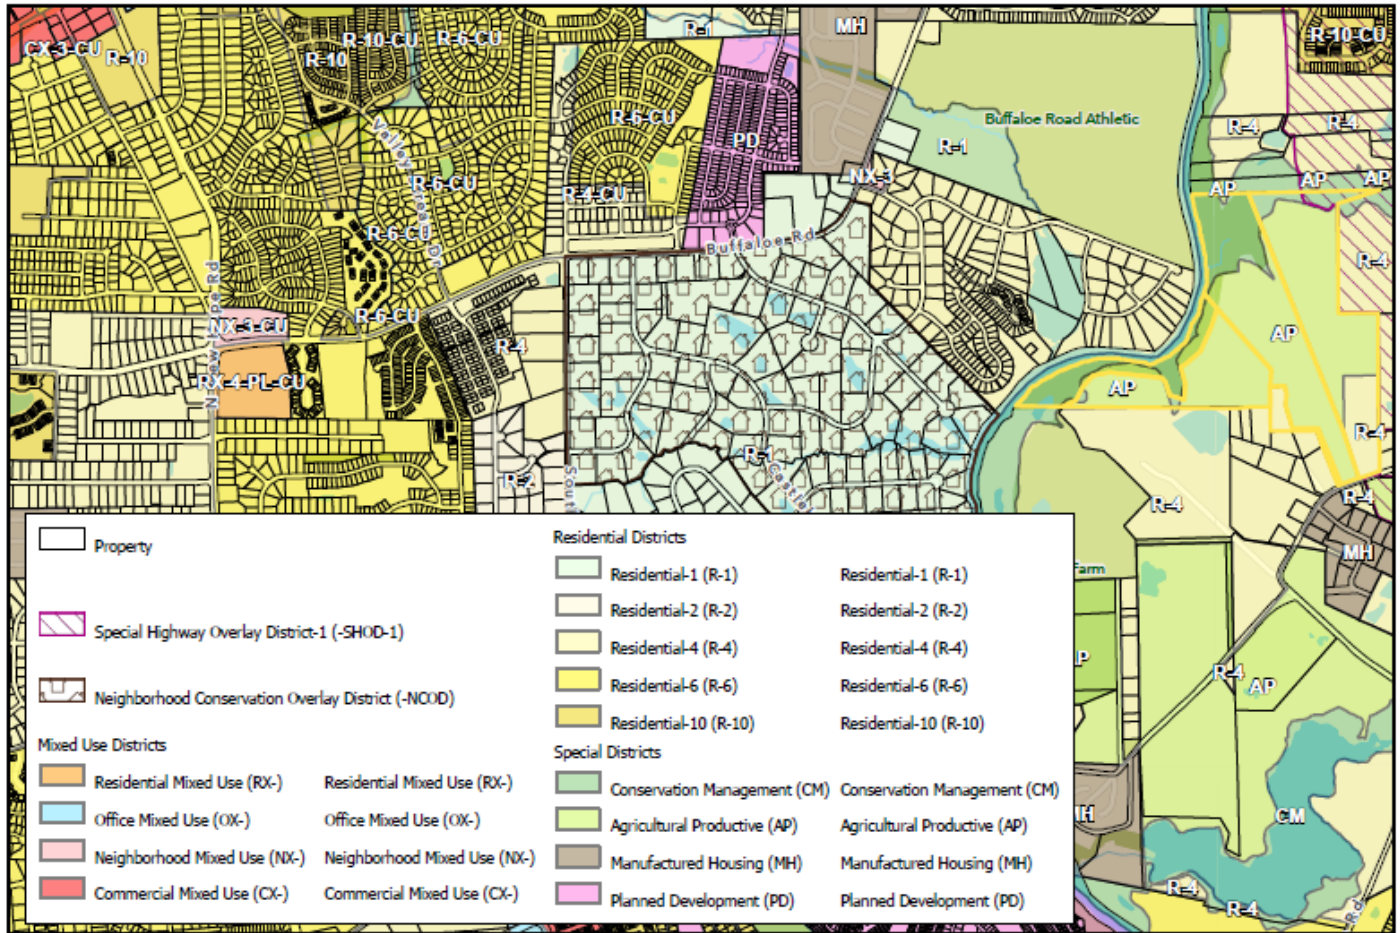 CX-3-CU
R-10
R-10-CU
R-10
R-6-CU
R-1
MH
R-10-CU
R-6-CU
Buffaloe Road Athletic
R-4
R-4
PD
R-1
Valley
Dr
R-6-CU
R-4-CU
NX-3
AP
AP
AP
R-6-CU
Buffaloe Rd
R-4
NX-3-CU
R-6-CU
R-4
AP
RX-4-PL-CU
AP
R-4
R-2
R-1
R-4
R-4
MH
arm
R-4
AP
CM
R-4
R-4
Rd
Property
Special Highway Overlay District-1 (-SHOD-1)
Neighborhood Conservation Overlay District (-NCOD)
Mixed Use Districts
Residential Mixed Use (RX-) Residential Mixed Use (RX-)
Office Mixed Use (OX-) Office Mixed Use (OX-)
Neighborhood Mixed Use (NX-) Neighborhood Mixed Use (NX-)
Commercial Mixed Use (CX-) Commercial Mixed Use (CX-)
Residential Districts
Residential-1 (R-1) Residential-1 (R-1)
Residential-2 (R-2) Residential-2 (R-2)
Residential-4 (R-4) Residential-4 (R-4)
Residential-6 (R-6) Residential-6 (R-6)
Residential-10 (R-10) Residential-10 (R-10)
Special Districts
Conservation Management (CM) Conservation Management (CM)
Agricultural Productive (AP) Agricultural Productive (AP)
Manufactured Housing (MH) Manufactured Housing (MH)
Planned Development (PD) Planned Development (PD)